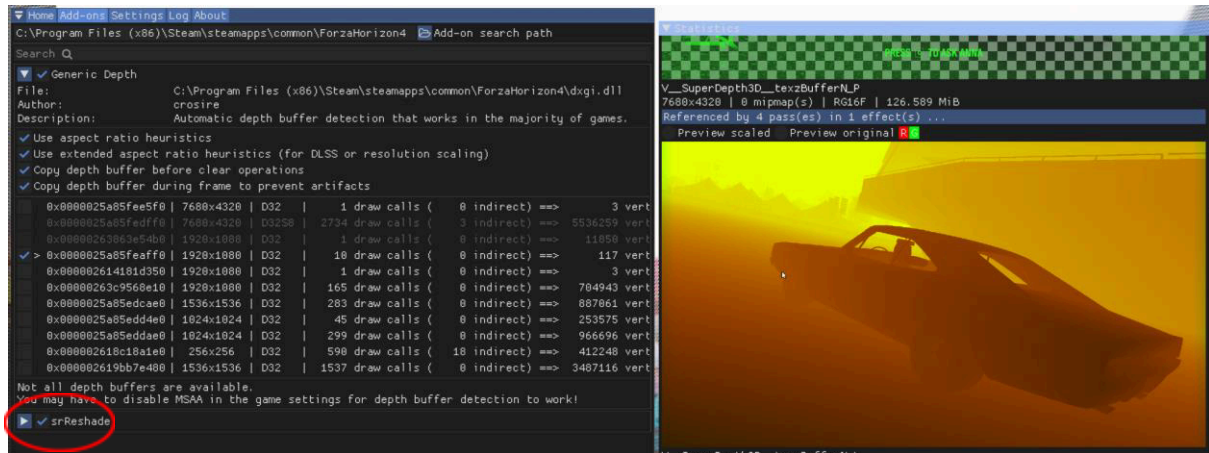 Home Add-ons Settings Log About
C:\Program Files (x86)\Steam\steamapps\common\ForzaHorizon4 Add-on search path
Search
Generic Depth
File: C:\Program Files (x86)\Steam\steamapps\common\ForzaHorizon4\dxgi.dll
Author: crosire
Description: Automatic depth buffer detection that works in the majority of games.
Use aspect ratio heuristics
Use extended aspect ratio heuristics (for DLSS or resolution scaling)
Copy depth buffer before clear operations
Copy depth buffer during frame to prevent artifacts
0x0000025a85fee5f0 | 7680x4320 | D32 | 1 draw calls ( 0 indirect) ==> 3 vert
0x0000025a85fedff0 | 7680x4320 | D32S8 | 2734 draw calls ( 3 indirect) ==> 5536259 vert
0x00000263863e54b0 | 1920x1080 | D32 | 1 draw calls ( 0 indirect) ==> 11850 vert
> 0x0000025a85feaff0 | 1920x1080 | D32 | 10 draw calls ( 0 indirect) ==> 117 vert
0x000002614181d350 | 1920x1080 | D32 | 1 draw calls ( 0 indirect) ==> 3 vert
0x00000263c9568e10 | 1920x1080 | D32 | 165 draw calls ( 0 indirect) ==> 704943 vert
0x0000025a85edcae0 | 1536x1536 | D32 | 283 draw calls ( 0 indirect) ==> 887061 vert
0x0000025a85edd4e0 | 1024x1024 | D32 | 45 draw calls ( 0 indirect) ==> 253575 vert
0x0000025a85eddae0 | 1024x1024 | D32 | 299 draw calls ( 0 indirect) ==> 966696 vert
0x000002618c18a1e0 | 256x256 | D32 | 590 draw calls ( 18 indirect) ==> 412248 vert
0x000002619bb7e480 | 1536x1536 | D32 | 1537 draw calls ( 0 indirect) ==> 3487116 vert
Not all depth buffers are available.
You may have to disable MSAA in the game settings for depth buffer detection to work!
srReshade
Statistics
PRESS TO ASK ANNA
V__SuperDepth3D__texzBufferN_P
7680x4320 | 0 mipmap(s) | RG16F | 126.589 MiB
Referenced by 4 pass(es) in 1 effect(s) ...
Preview scaled Preview original R G